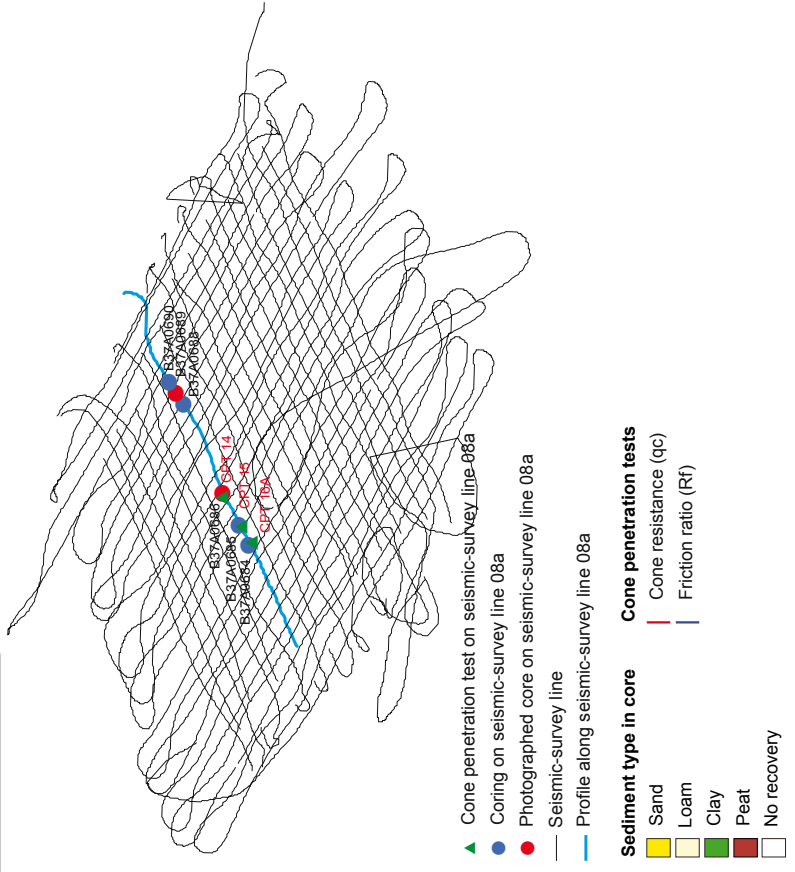 B37A0690
B37A0689
B37A0688
CPT 14
CPT 15
CPT 16A
B37A0686
B37A0685
B37A0684
Cone penetration test on seismic-survey line 08a
Coring on seismic-survey line 08a
Photographed core on seismic-survey line 08a
Seismic-survey line
Profile along seismic-survey line 08a
Sediment type in core
Sand
Loam
Clay
Peat
No recovery
Cone penetration tests
Cone resistance (qc)
Friction ratio (Rf)